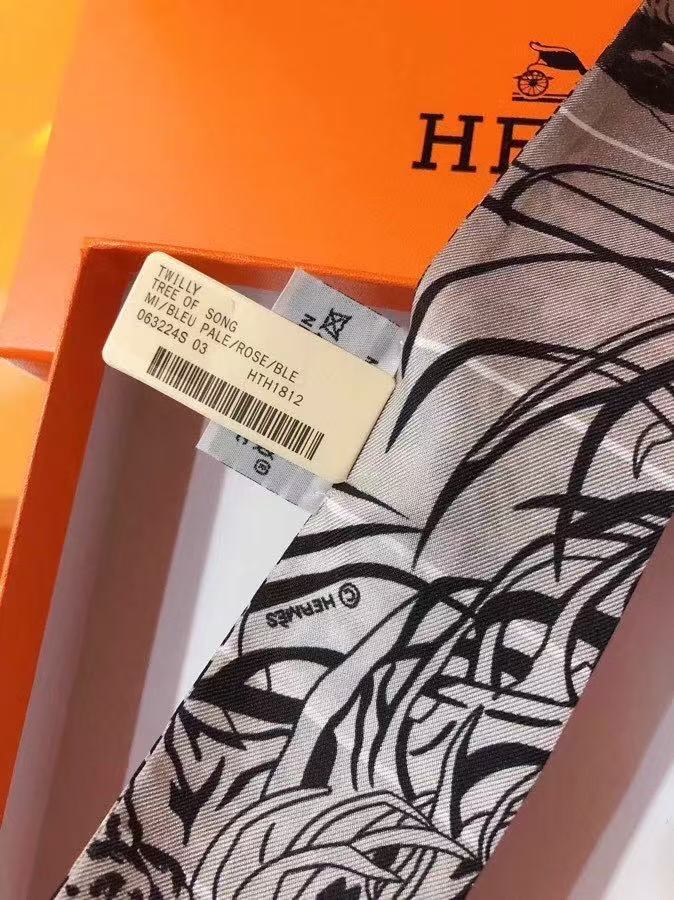 HE
TWILLY
TREE OF SONG
MI/BLEU PALE/ROSE/BLE
063224S 03
HTH1812
© HERMÈS